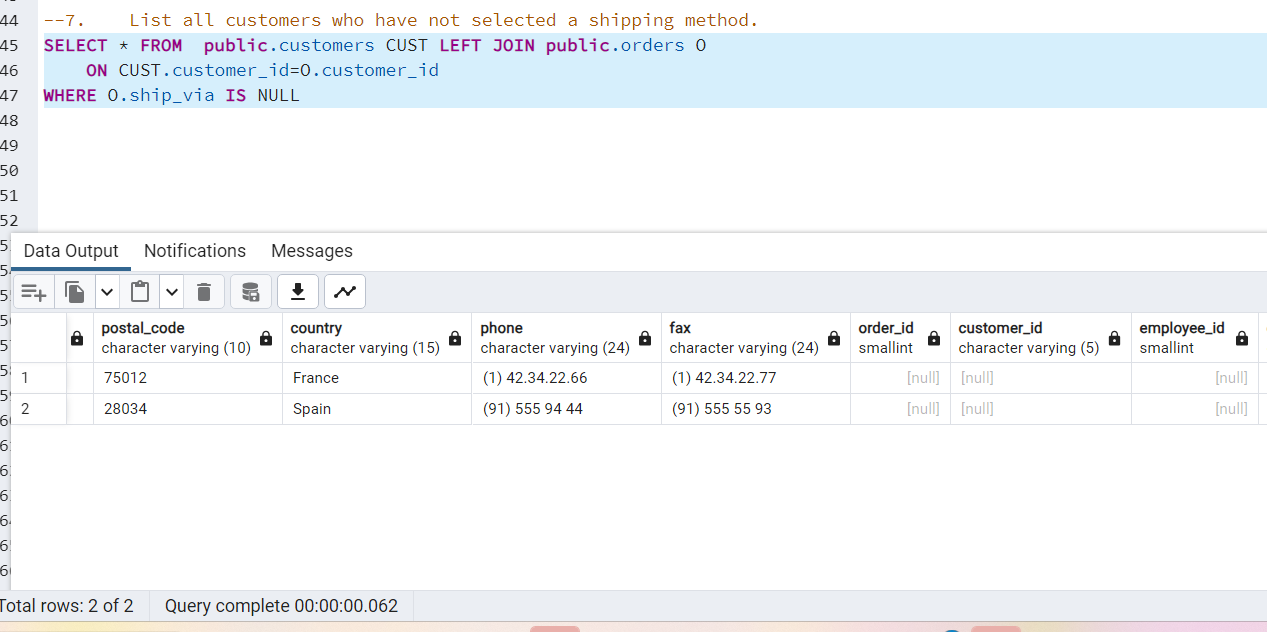 44 --7. List all customers who have not selected a shipping method.
45 SELECT * FROM public.customers CUST LEFT JOIN public.orders O
46 ON CUST.customer_id=O.customer_id
47 WHERE O.ship_via IS NULL
48
49
50
51
52
Data Output Notifications Messages
postal_code country phone fax order_id customer_id employee_id
character varying (10) character varying (15) character varying (24) character varying (24) smallint character varying (5) smallint
1 75012 France (1) 42.34.22.66 (1) 42.34.22.77 [null] [null] [null]
2 28034 Spain (91) 555 94 44 (91) 555 55 93 [null] [null] [null]
Total rows: 2 of 2 Query complete 00:00:00.062